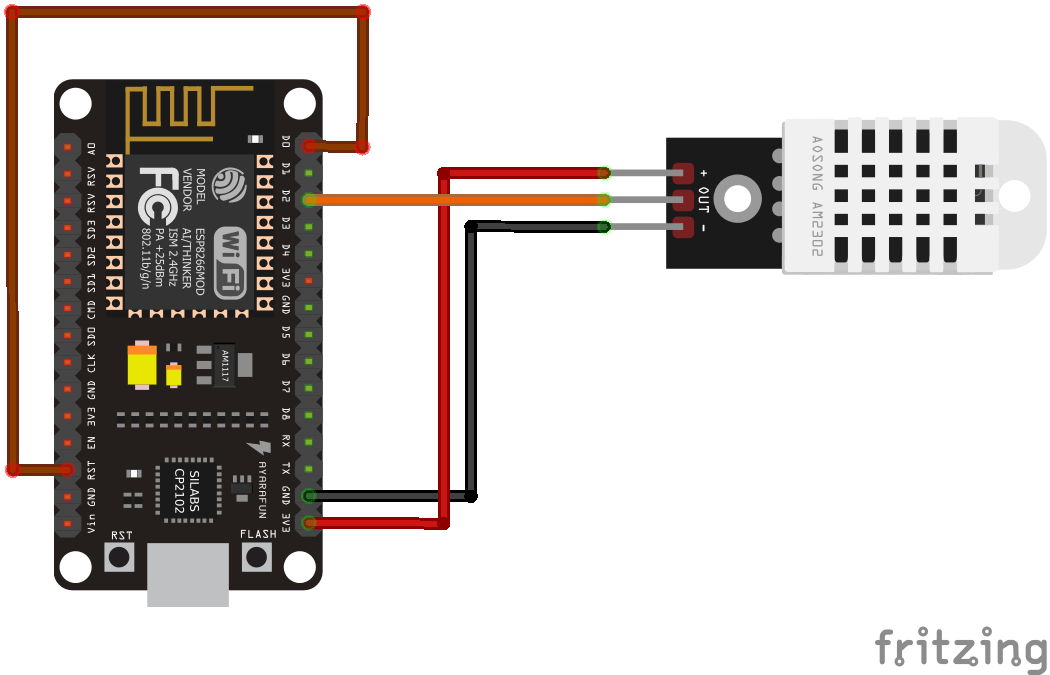 A0
RSV
RSV
SD3
SD2
SD1
CMD
SD0
CLK
GND
3V3
EN
RST
GND
Vin
D0
D1
D2
D3
D4
3V3
GND
D5
D6
D7
D8
RX
TX
GND
3V3
MODEL
VENDOR
ESP8266MOD
AI/THINKER
ISM 2.4GHz
PA +25dBm
802.11b/g/n
FC
Wi Fi
AM1117
SILABS
CP2102
AYARAFUN
RST
FLASH
+
OUT
-
AOSONG AM2302
fritzing